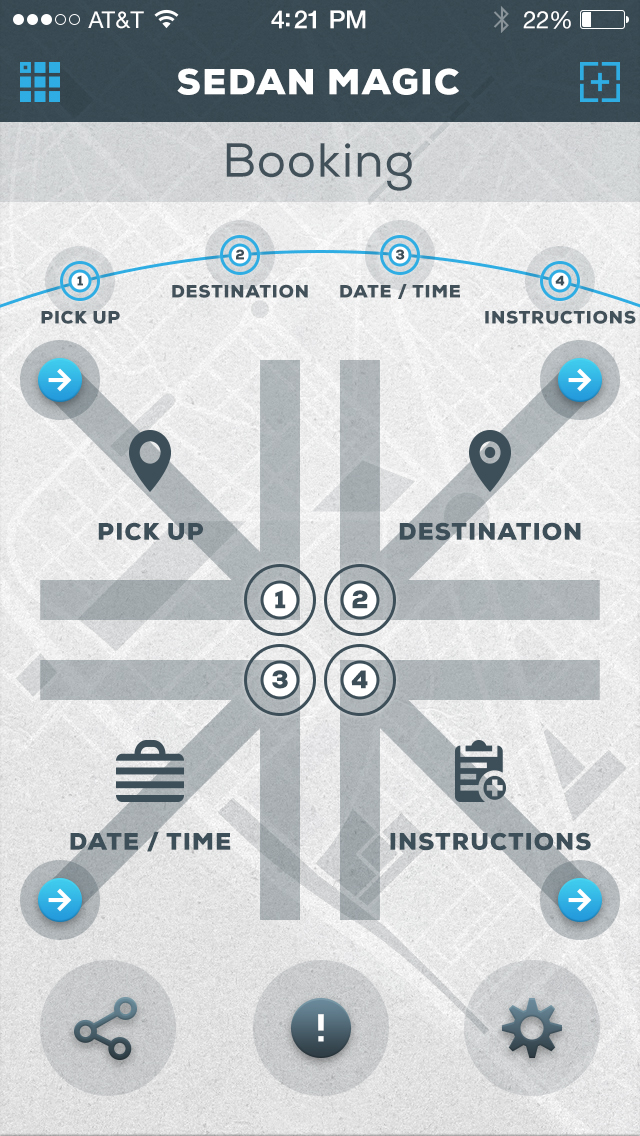 AT&T 4:21 PM 22%
SEDAN MAGIC
Booking
1 2 3 4
DESTINATION DATE / TIME
PICK UP INSTRUCTIONS
PICK UP DESTINATION
1 2
3 4
DATE / TIME INSTRUCTIONS
!